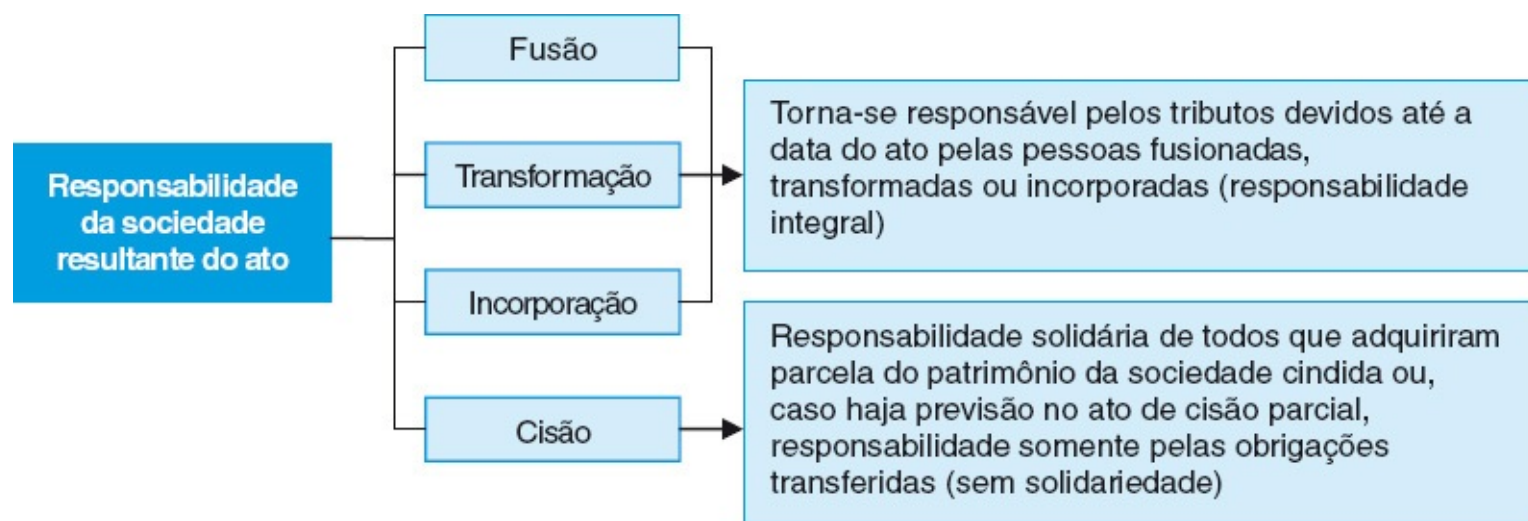 Responsabilidade
da sociedade
resultante do ato
Fusão
Transformação
Incorporação
Cisão
Torna-se responsável pelos tributos devidos até a
data do ato pelas pessoas fusionadas,
transformadas ou incorporadas (responsabilidade
integral)
Responsabilidade solidária de todos que adquiriram
parcela do patrimônio da sociedade cindida ou,
caso haja previsão no ato de cisão parcial,
responsabilidade somente pelas obrigações
transferidas (sem solidariedade)